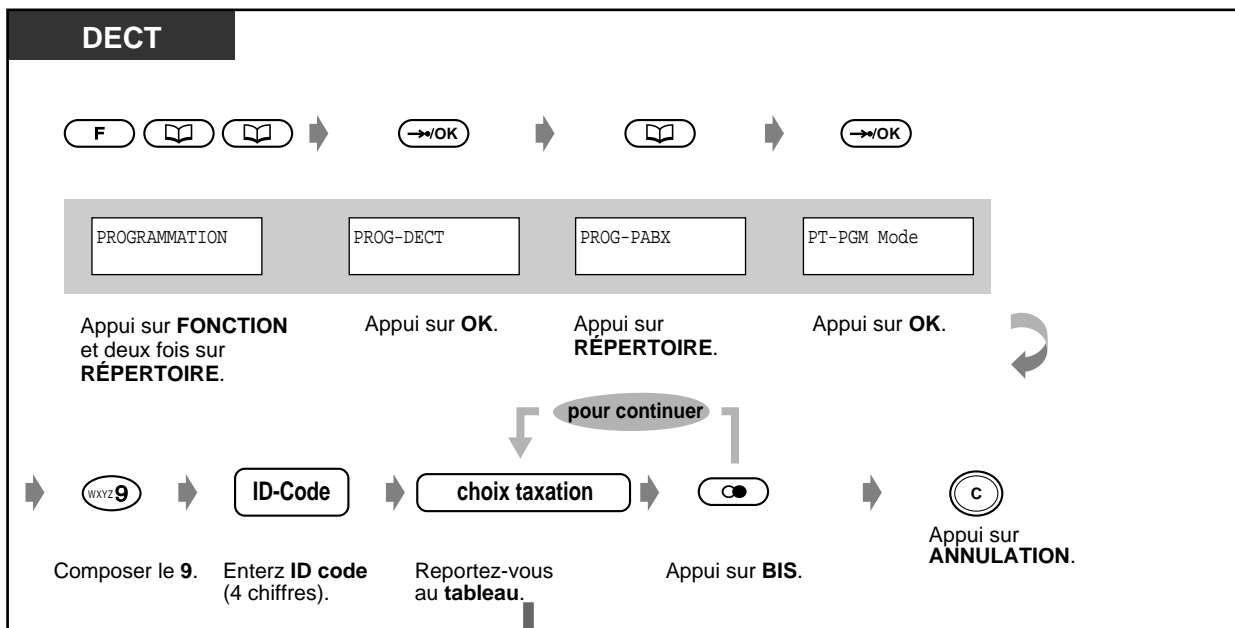 DECT
F
→/OK
→/OK
PROGRAMMATION
PROG-DECT
PROG-PABX
PT-PGM Mode
Appui sur FONCTION
et deux fois sur
RÉPERTOIRE.
Appui sur OK.
Appui sur
RÉPERTOIRE.
Appui sur OK.
pour continuer
WXYZ9
ID-Code
choix taxation
C
Composer le 9.
Enterz ID code
(4 chiffres).
Reportez-vous
au tableau.
Appui sur BIS.
Appui sur
ANNULATION.